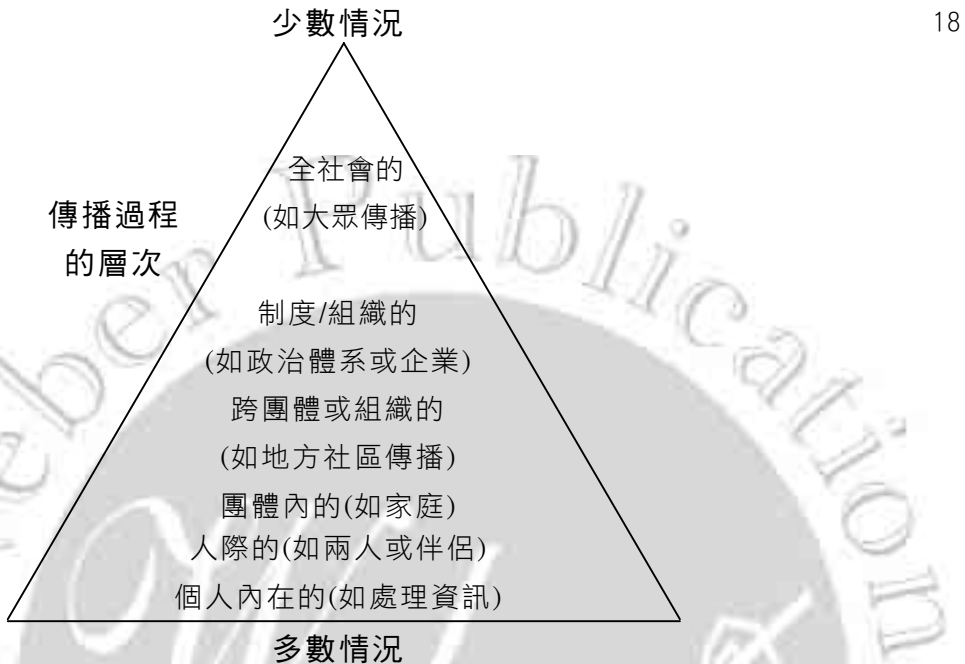 少數情況
18
全社會的
(如大眾傳播)
傳播過程
的層次
制度/組織的
(如政治體系或企業)
跨團體或組織的
(如地方社區傳播)
團體內的(如家庭)
人際的(如兩人或伴侶)
個人內在的(如處理資訊)
多數情況